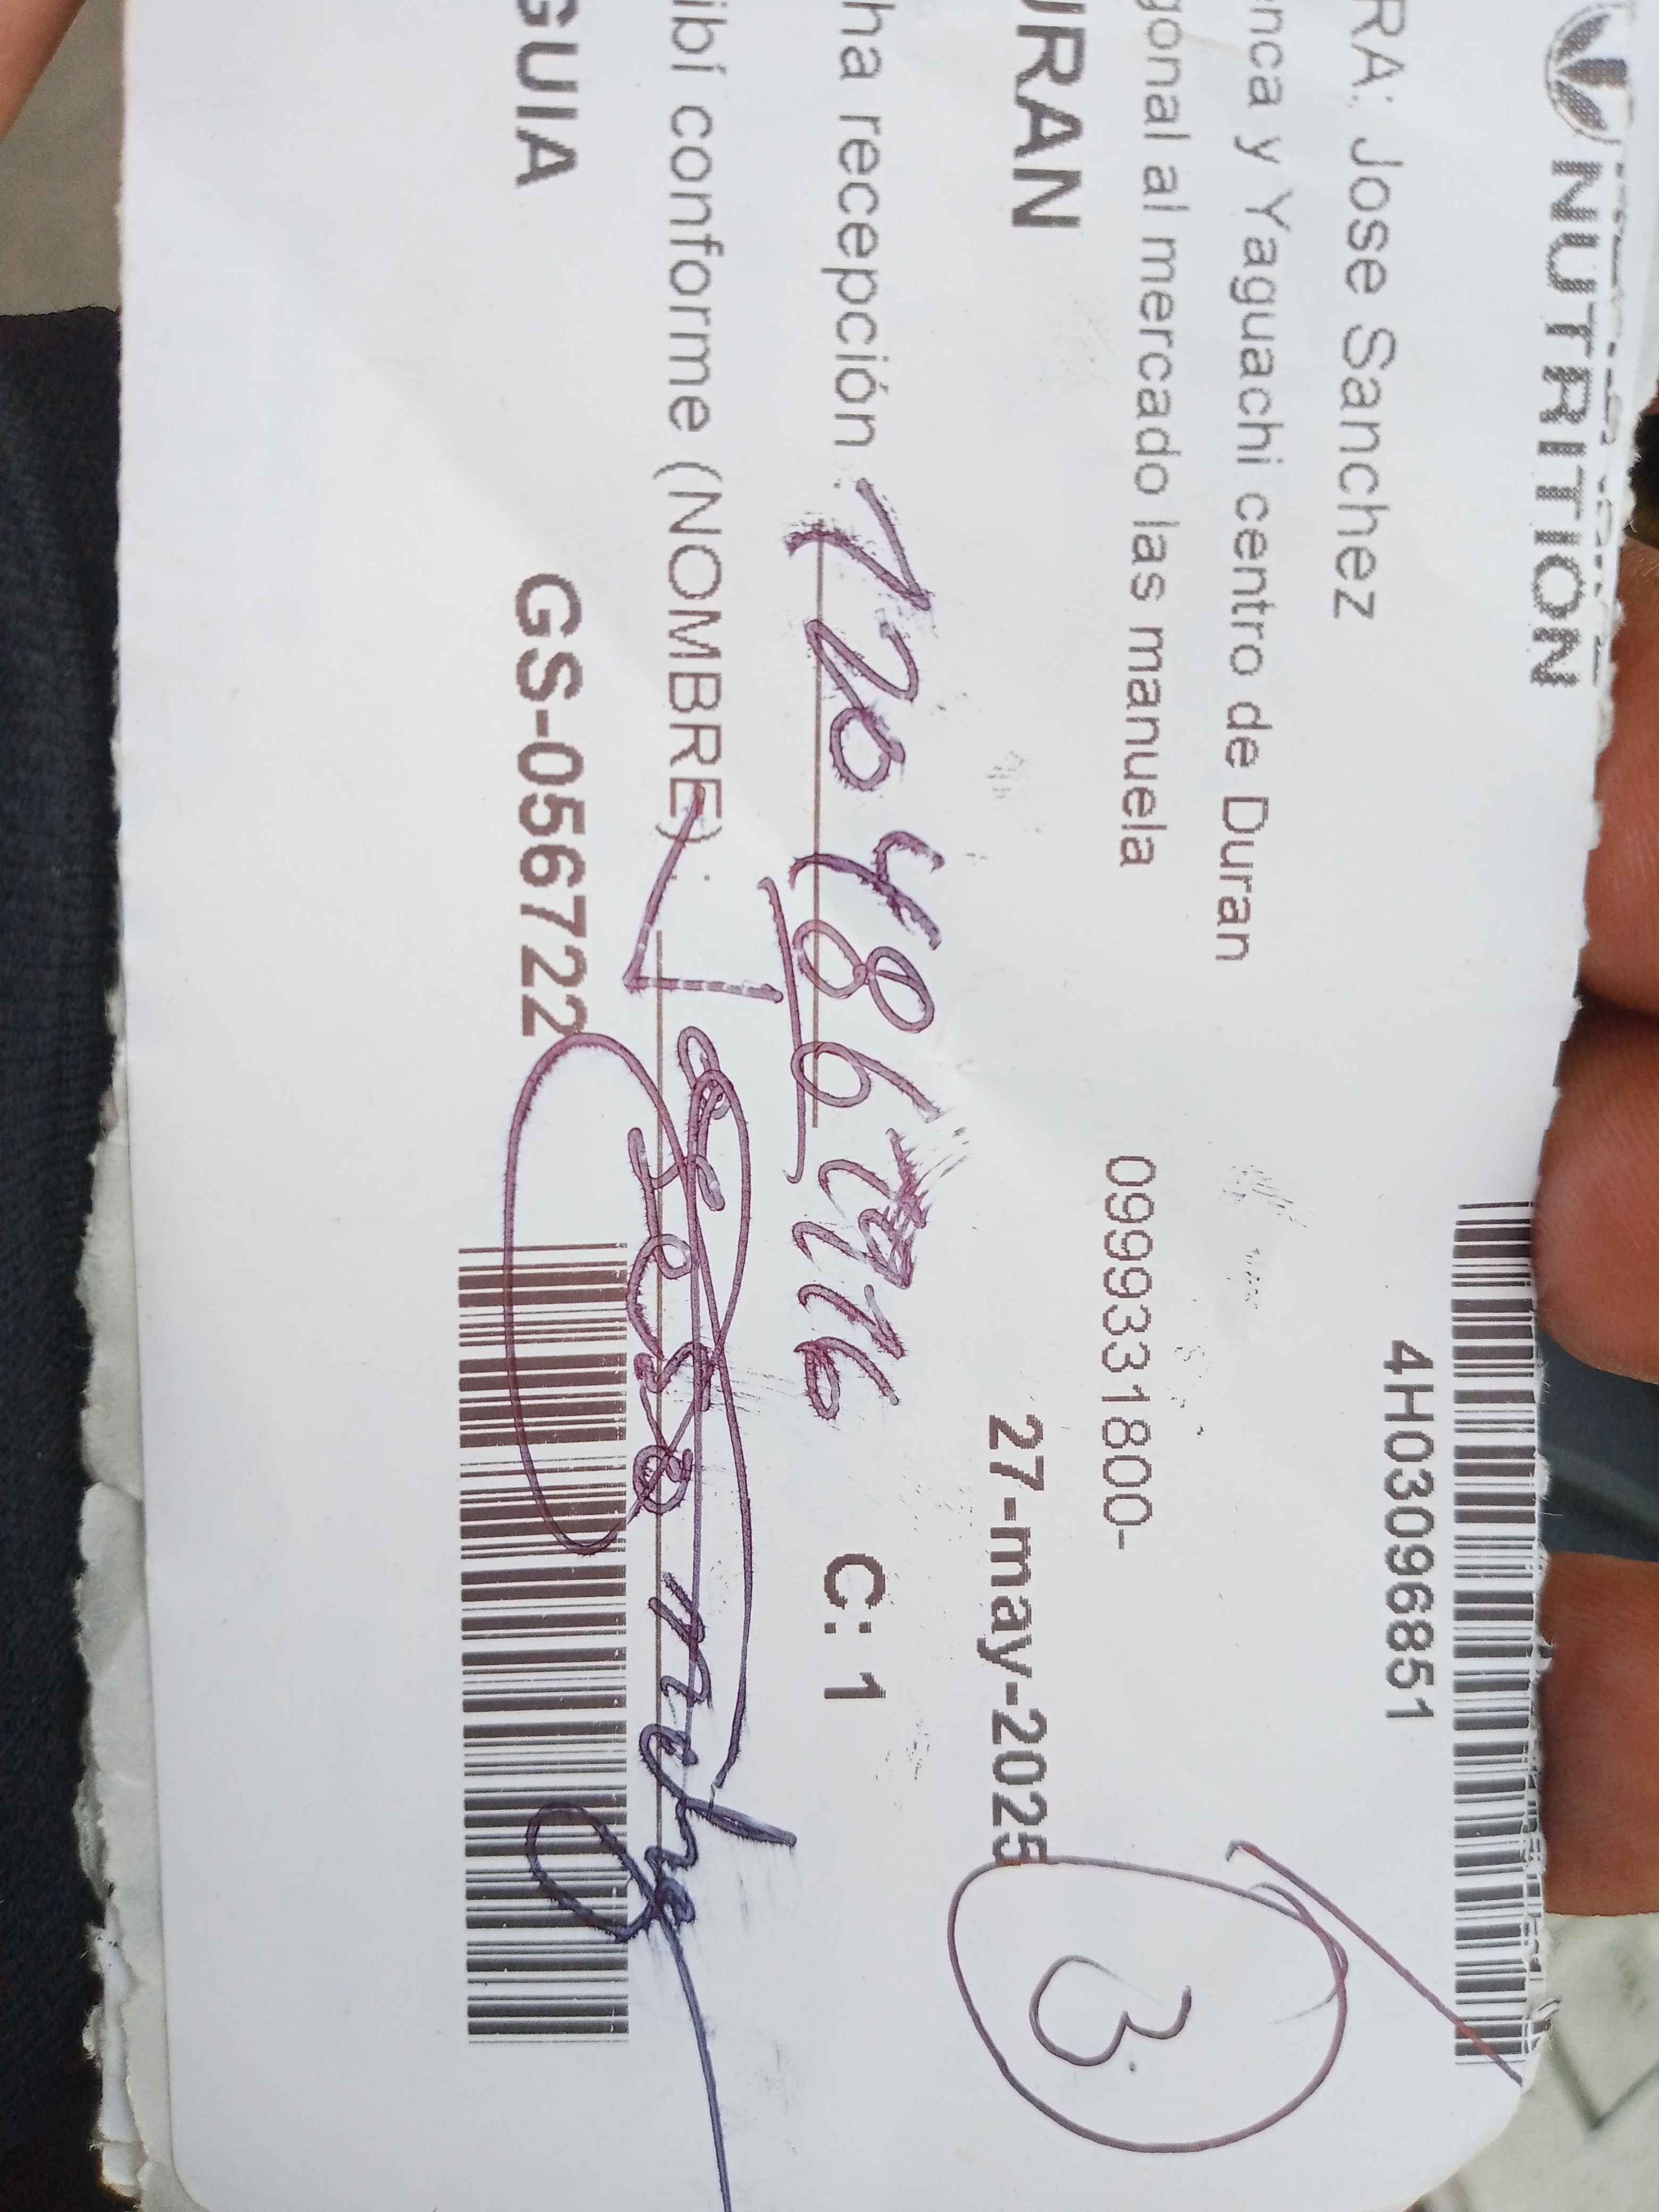 NUTRITION
RA: Jose Sanchez 4H03096851
enca y Yaguachi centro de Duran
gonal al mercado las manuela 0999331800-
URAN 27-may-2025
3
ha recepción : C: 1
ibí conforme (NOMBRE):
GUIA GS-056722